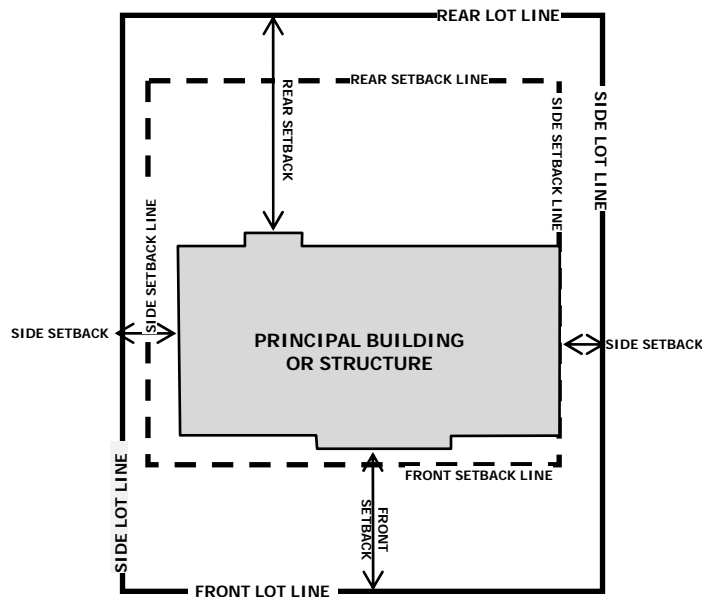 REAR LOT LINE
REAR SETBACK LINE
REAR SETBACK
SIDE SETBACK LINE
SIDE LOT LINE
SIDE SETBACK LINE
SIDE SETBACK
PRINCIPAL BUILDING
OR STRUCTURE
SIDE SETBACK
SIDE LOT LINE
FRONT SETBACK LINE
FRONT
SETBACK
FRONT LOT LINE